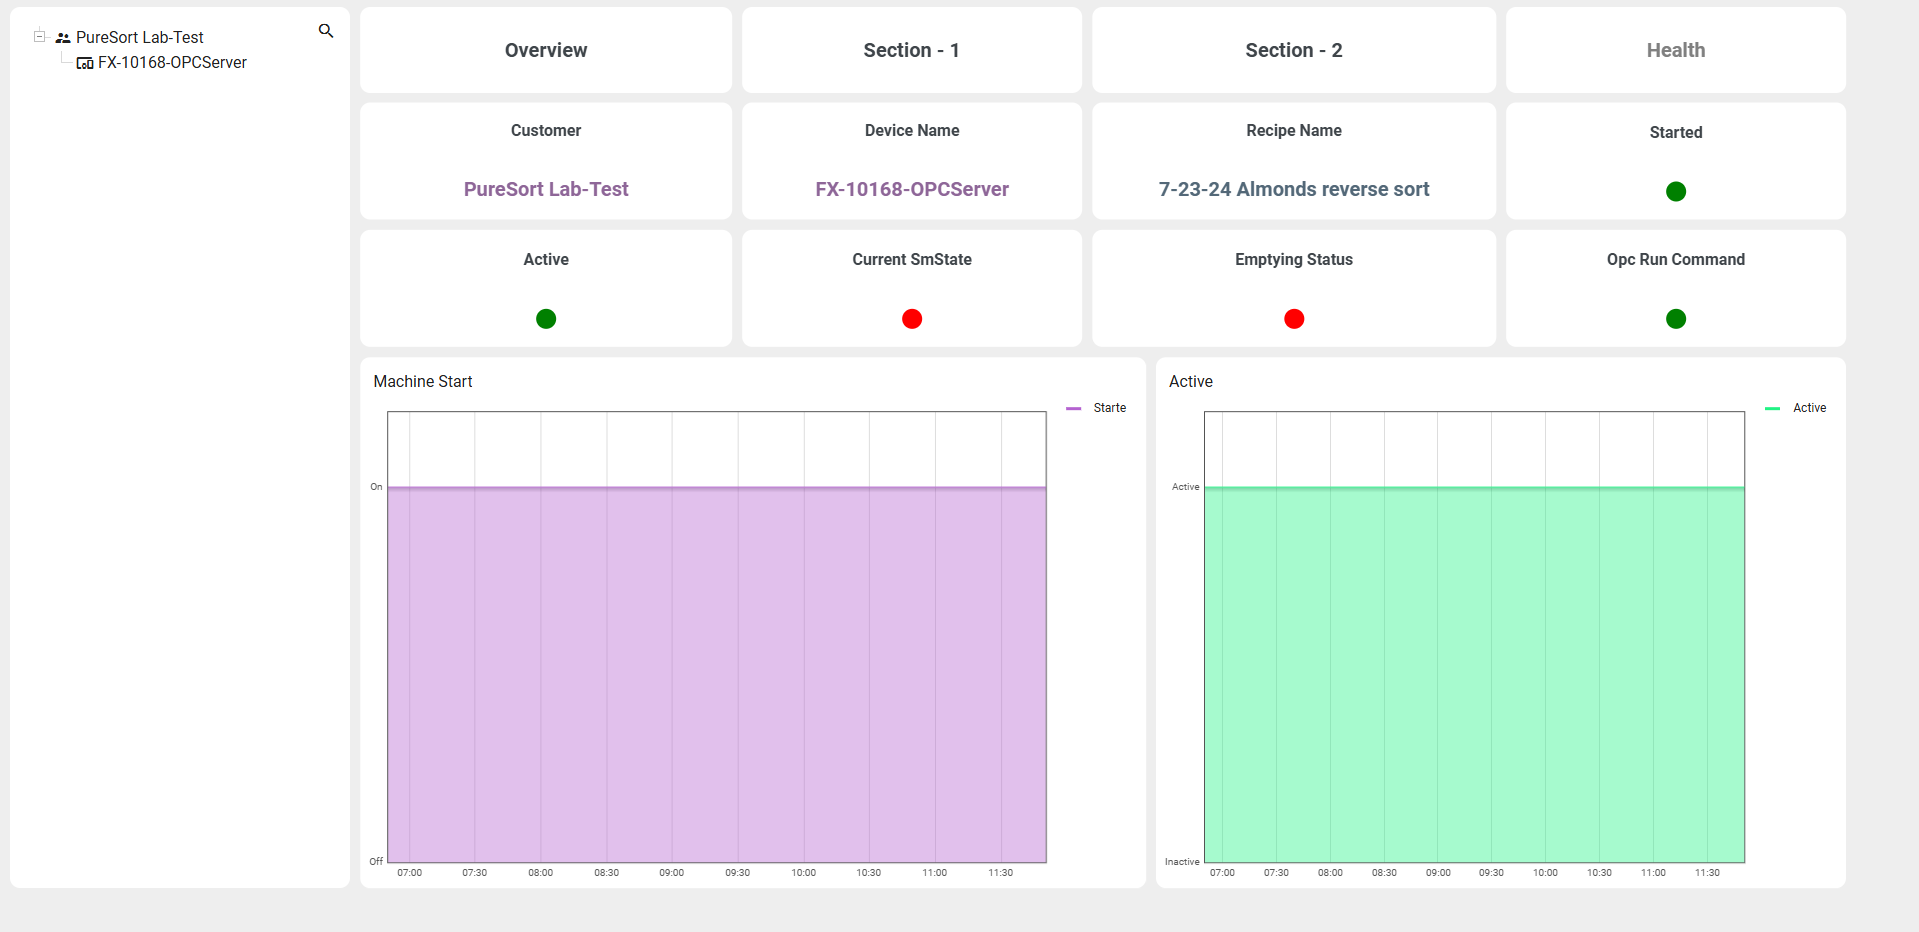 PureSort Lab-Test
FX-10168-OPCServer
Overview
Section - 1
Section - 2
Health
Customer
PureSort Lab-Test
Device Name
FX-10168-OPCServer
Recipe Name
7-23-24 Almonds reverse sort
Started
Active
Current SmState
Emptying Status
Opc Run Command
Machine Start
Starte
On
Off
07:00 07:30 08:00 08:30 09:00 09:30 10:00 10:30 11:00 11:30
Active
Active
Active
Inactive
07:00 07:30 08:00 08:30 09:00 09:30 10:00 10:30 11:00 11:30